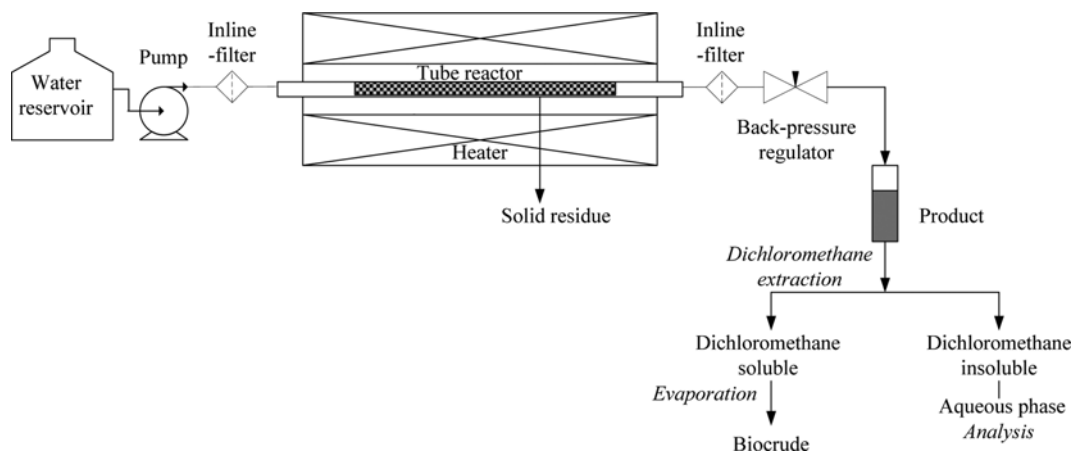 Inline
-filter
Inline
-filter
Pump
Water
reservoir
Tube reactor
Heater
Back-pressure
regulator
Solid residue
Product
Dichloromethane
extraction
Dichloromethane
soluble
Dichloromethane
insoluble
Evaporation
Aqueous phase
Analysis
Biocrude